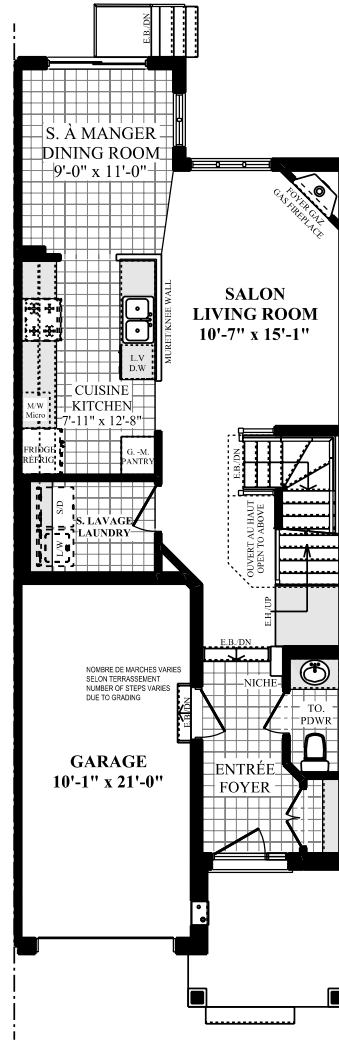 E.B./DN
S. À MANGER
DINING ROOM
9'-0" x 11'-0"
FOYER GAZ
GAS FIREPLACE
MURET/KNEE WALL
SALON
LIVING ROOM
10'-7" x 15'-1"
L.V
D.W
CUISINE
KITCHEN
7'-11" x 12'-8"
M/W
Micro
FRIDGE
RÉFRIG.
G. -M.
PANTRY
E.B./DN
S/D
L/W
S. LAVAGE
LAUNDRY
OUVERT AU HAUT
OPEN TO ABOVE
E.H./UP
E.B./DN
NICHE
NOMBRE DE MARCHES VARIES
SELON TERRASSEMENT
NUMBER OF STEPS VARIES
DUE TO GRADING
E.B./DN
TO.
PDWR
GARAGE
10'-1" x 21'-0"
ENTRÉE
FOYER